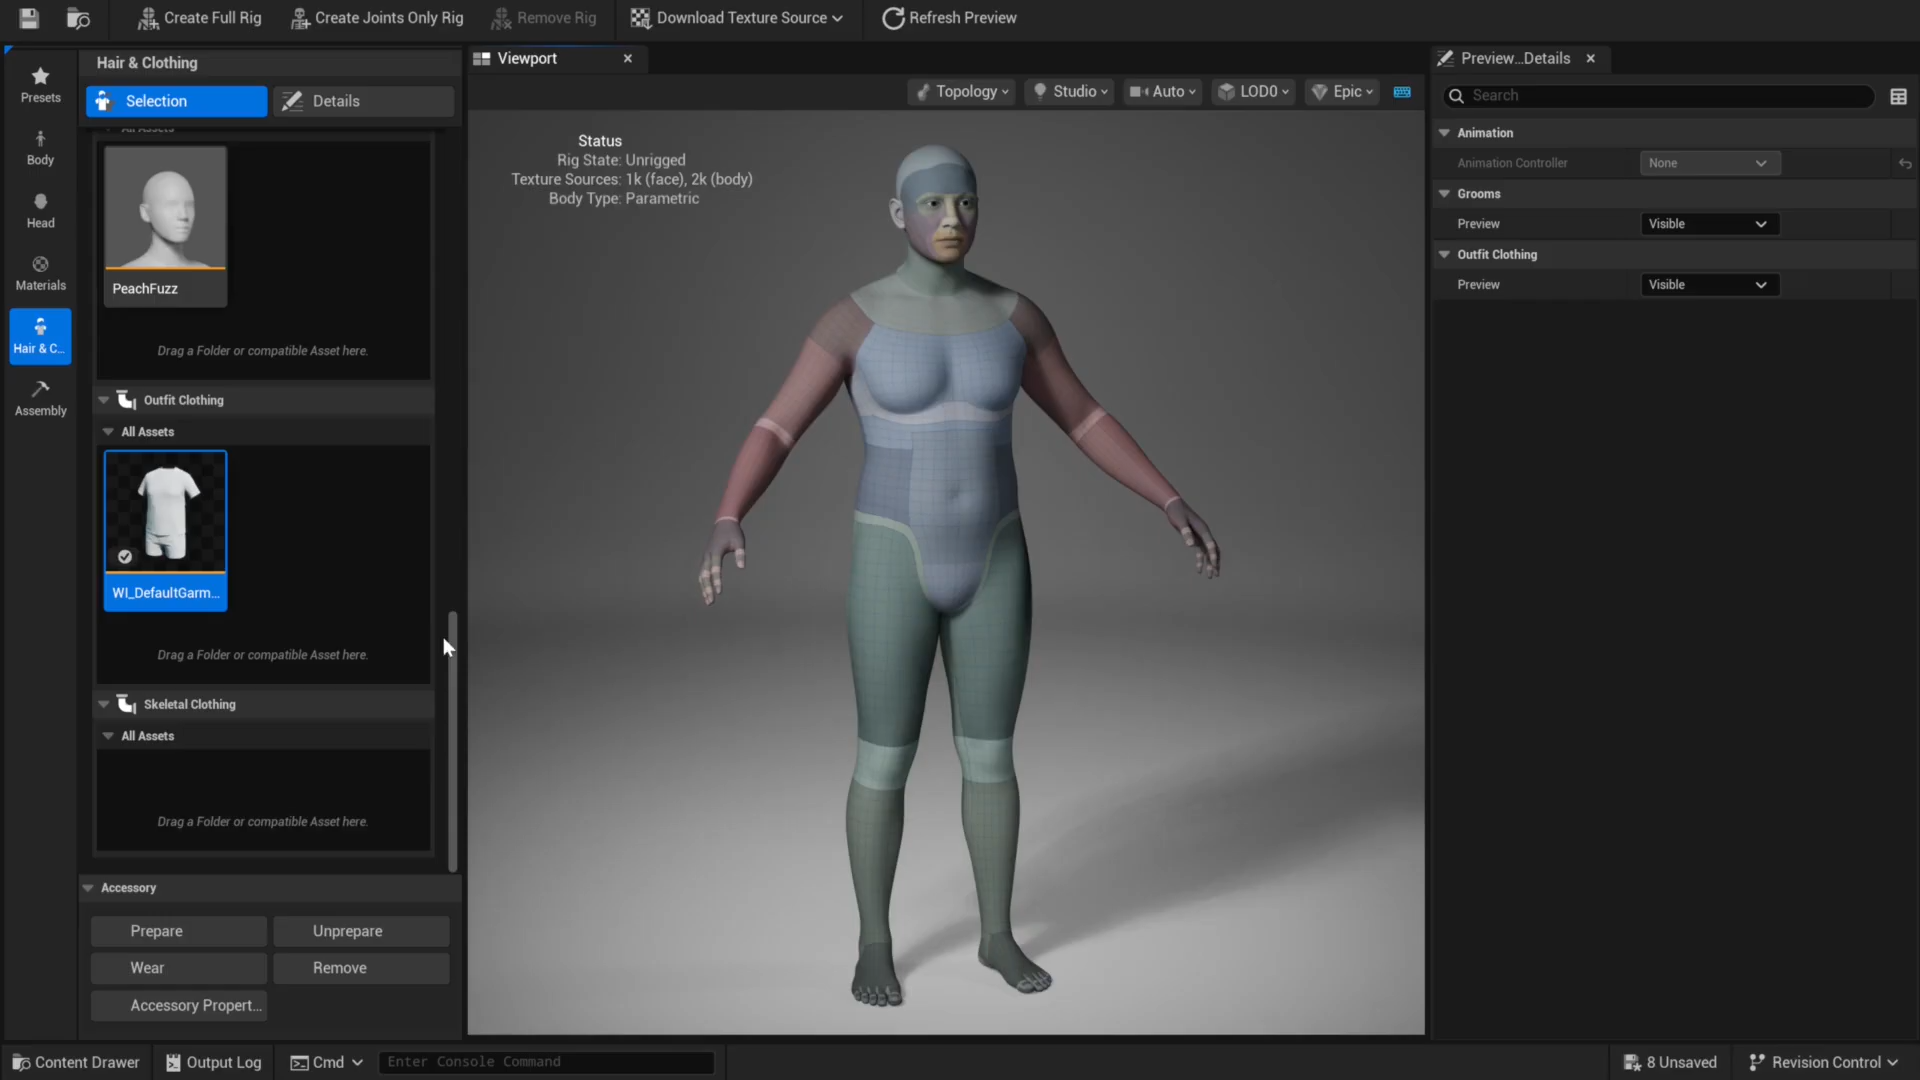 Create Full Rig
Create Joints Only Rig
Remove Rig
Download Texture Source
Refresh Preview
Presets
Body
Head
Materials
Hair & C...
Assembly
Hair & Clothing
Selection
Details
All Assets
PeachFuzz
Drag a Folder or compatible Asset here.
Outfit Clothing
All Assets
WI_DefaultGarm...
Drag a Folder or compatible Asset here.
Skeletal Clothing
All Assets
Drag a Folder or compatible Asset here.
Accessory
Prepare
Unprepare
Wear
Remove
Accessory Propert...
Viewport
Topology
Studio
Auto
LOD0
Epic
Status
Rig State: Unrigged
Texture Sources: 1k (face), 2k (body)
Body Type: Parametric
Preview...Details
Search
Animation
Animation Controller
None
Grooms
Preview
Visible
Outfit Clothing
Preview
Visible
Content Drawer
Output Log
Cmd
Enter Console Command
8 Unsaved
Revision Control